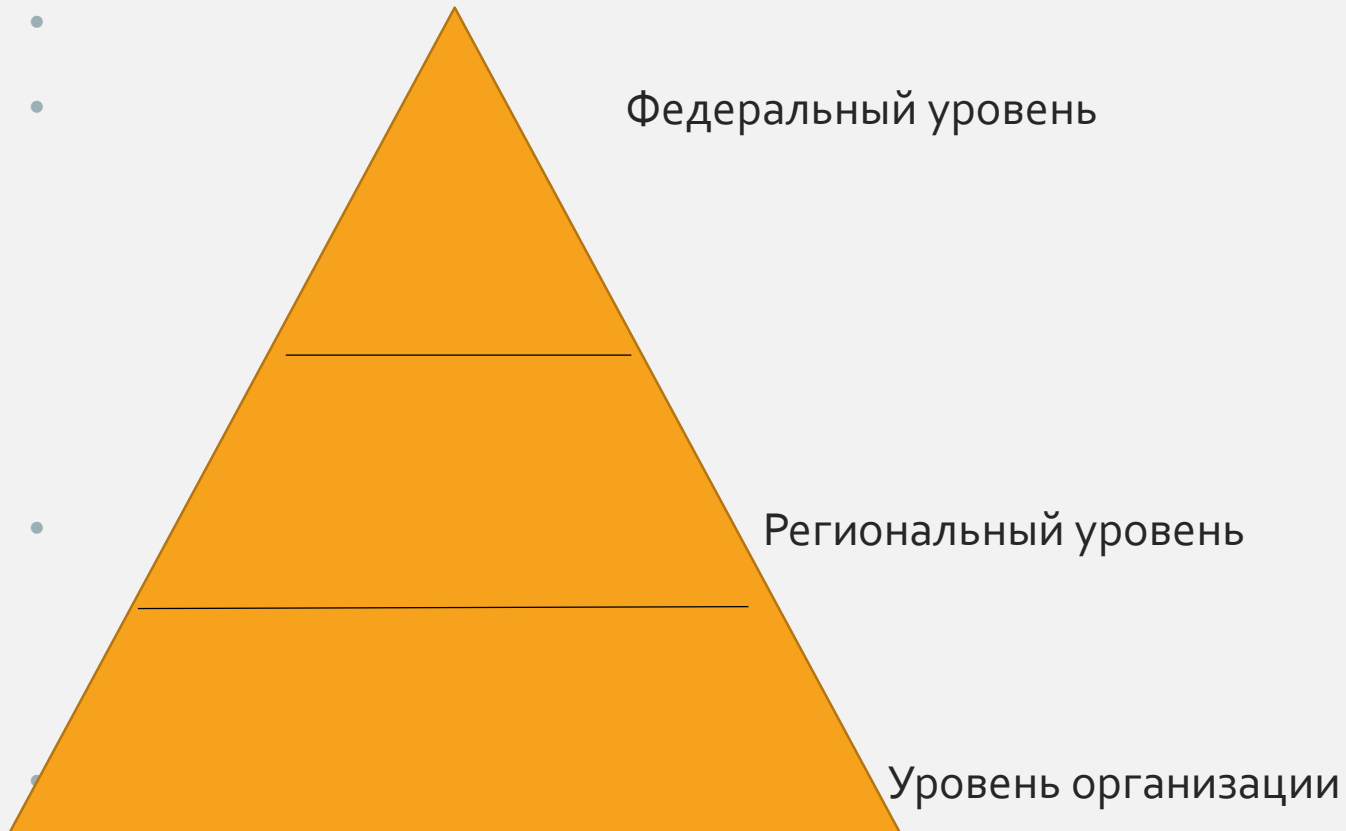 Федеральный уровень
Региональный уровень
Уровень организации